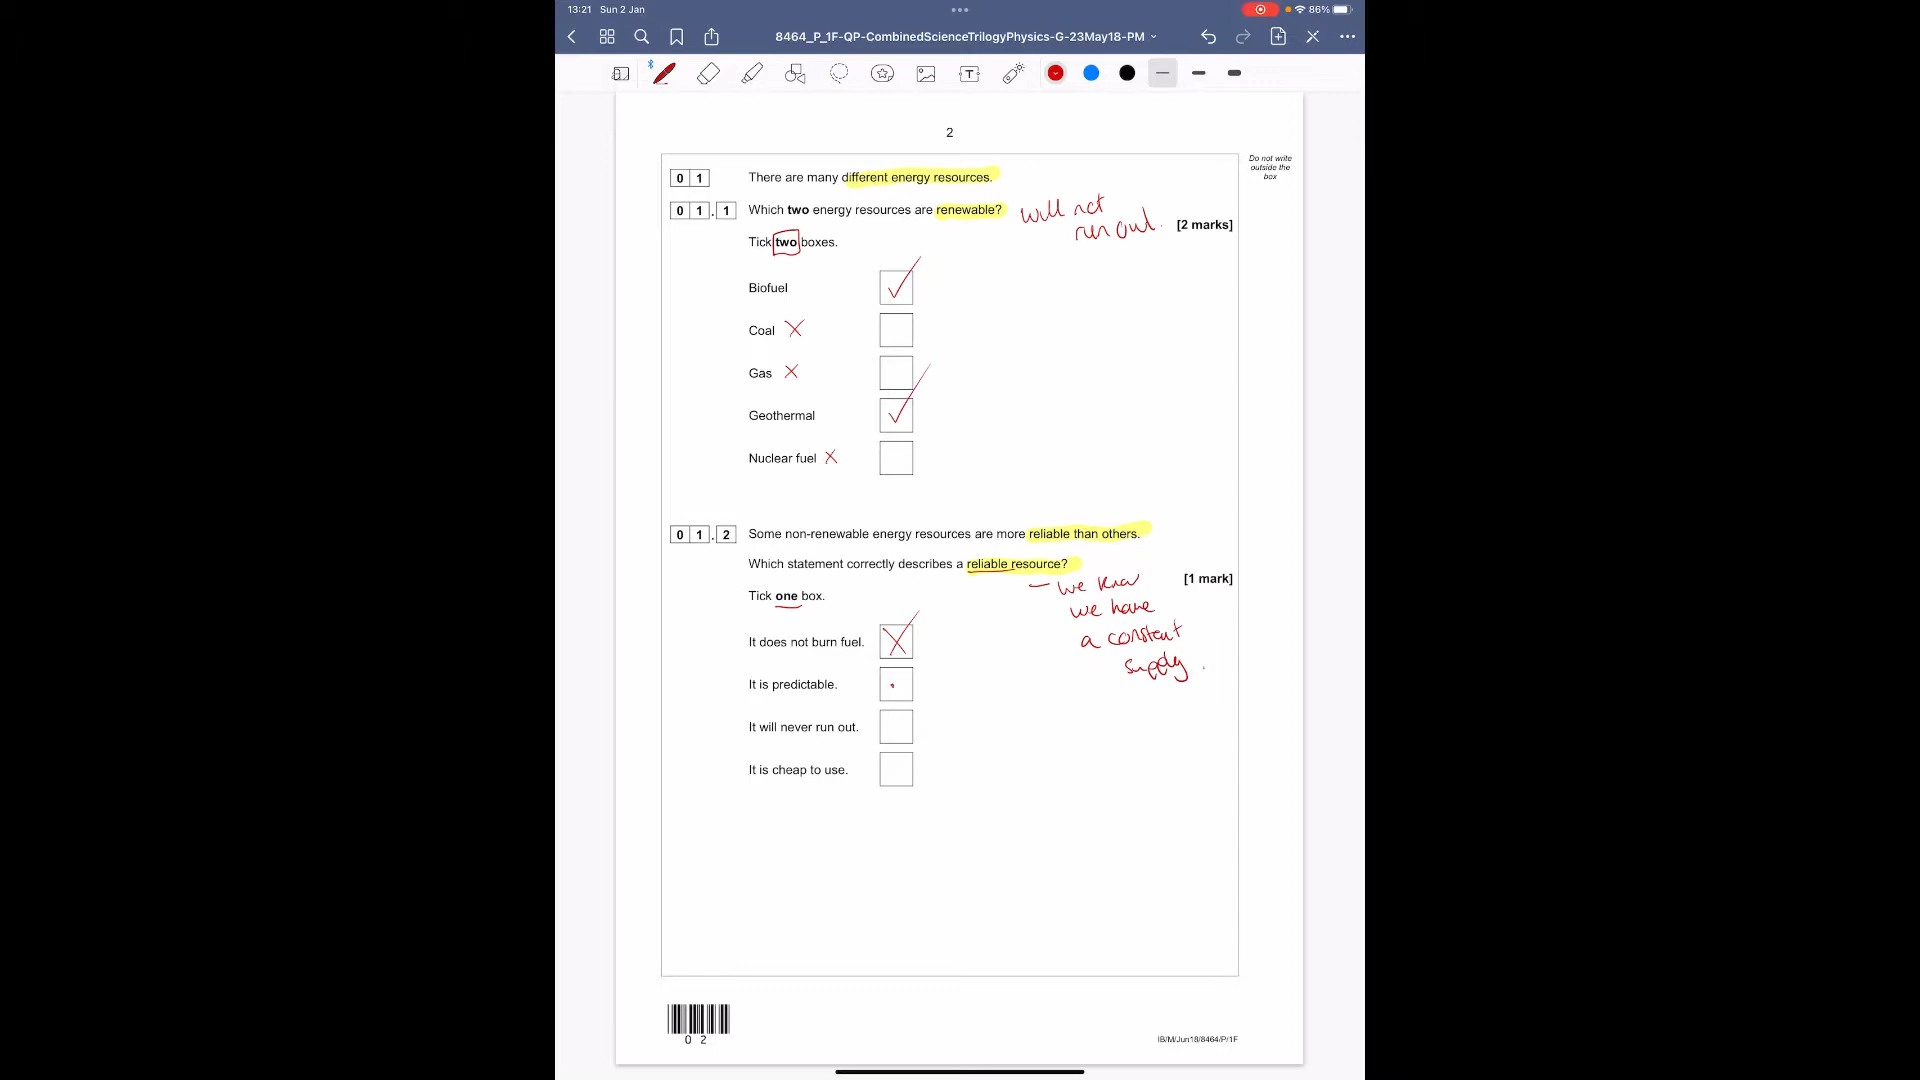 13:21 Sun 2 Jan
86%
8464_P_1F-QP-CombinedScienceTrilogyPhysics-G-23May18-PM
T
2
Do not write
outside the
box
0 1 There are many different energy resources.
0 1 . 1 Which two energy resources are renewable?
will not
run out.
[2 marks]
Tick two boxes.
Biofuel
Coal
Gas
Geothermal
Nuclear fuel
0 1 . 2 Some non-renewable energy resources are more reliable than others.
Which statement correctly describes a reliable resource?
[1 mark]
Tick one box.
– we know
we have
a constant
supply.
It does not burn fuel.
It is predictable.
It will never run out.
It is cheap to use.
0 2
IB/M/Jun18/8464/P/1F